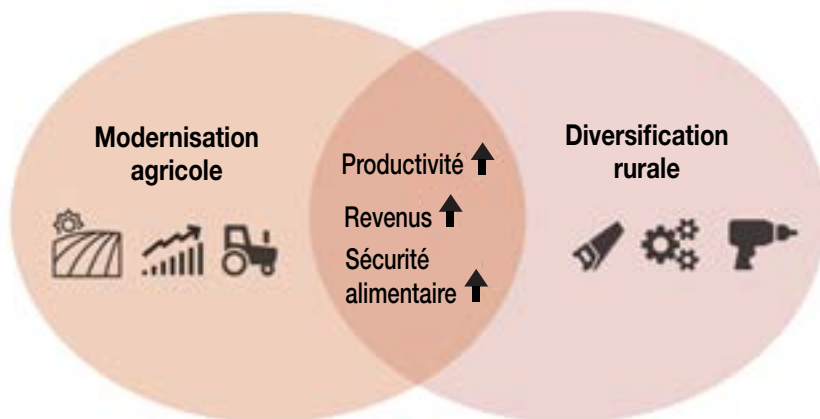 Modernisation
agricole
Productivité
Revenus
Sécurité
alimentaire
Diversification
rurale